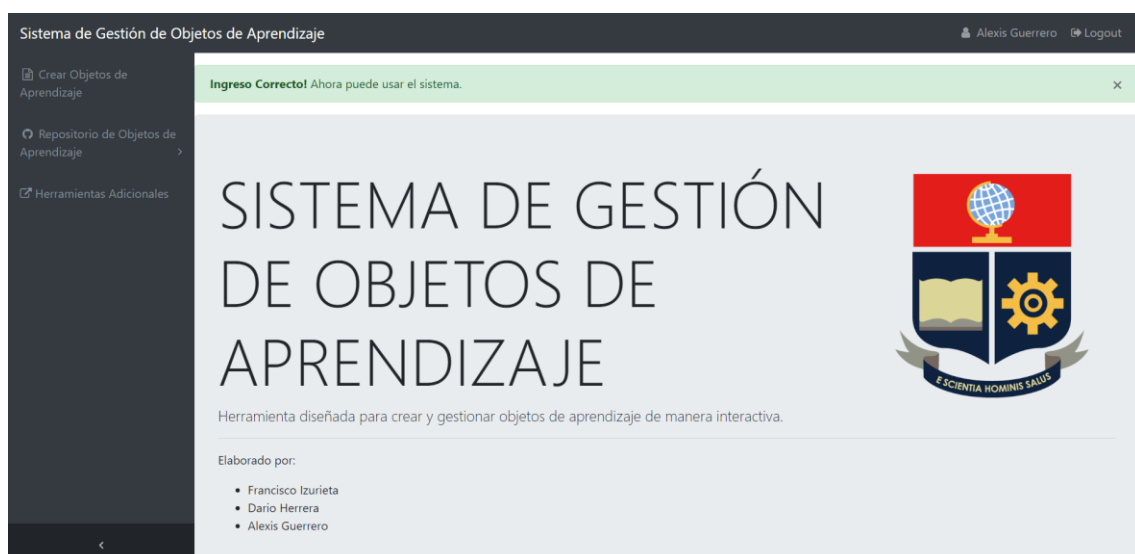 Sistema de Gestión de Objetos de Aprendizaje
Alexis Guerrero Logout
Crear Objetos de
Aprendizaje
Repositorio de Objetos de
Aprendizaje
Herramientas Adicionales
Ingreso Correcto! Ahora puede usar el sistema.
SISTEMA DE GESTIÓN
DE OBJETOS DE
APRENDIZAJE
E SCIENTIA HOMINIS SALUS
Herramienta diseñada para crear y gestionar objetos de aprendizaje de manera interactiva.
Elaborado por:
Francisco Izurieta
Dario Herrera
Alexis Guerrero